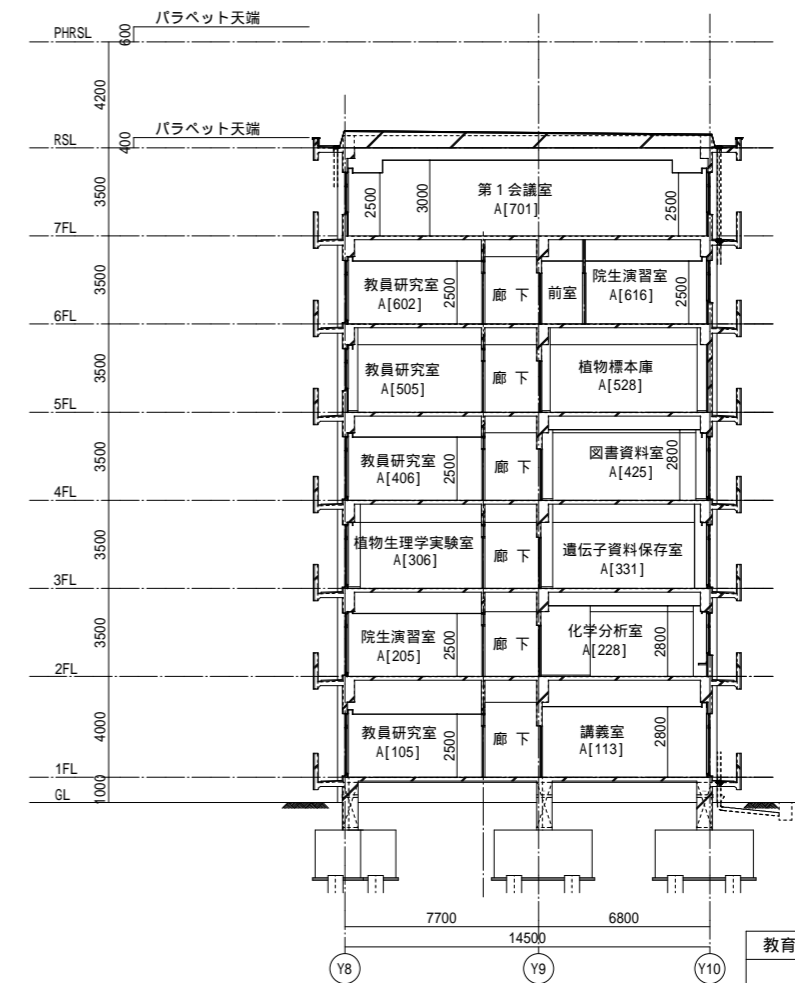 パラペット天端
PHRSL
600
4200
パラペット天端
RSL
400
3500
第1会議室
A[701]
2500
3000
2500
7FL
3500
教員研究室
A[602]
2500
廊 下
前室
院生演習室
A[616]
2500
6FL
3500
教員研究室
A[505]
廊 下
植物標本庫
A[528]
5FL
3500
教員研究室
A[406]
2500
廊 下
図書資料室
A[425]
2800
4FL
3500
植物生理学実験室
A[306]
廊 下
遺伝子資料保存室
A[331]
3FL
3500
院生演習室
A[205]
2500
廊 下
化学分析室
A[228]
2800
2FL
4000
教員研究室
A[105]
2500
廊 下
講義室
A[113]
2800
1FL
1000
GL
7700
6800
14500
教育
Y8
Y9
Y10